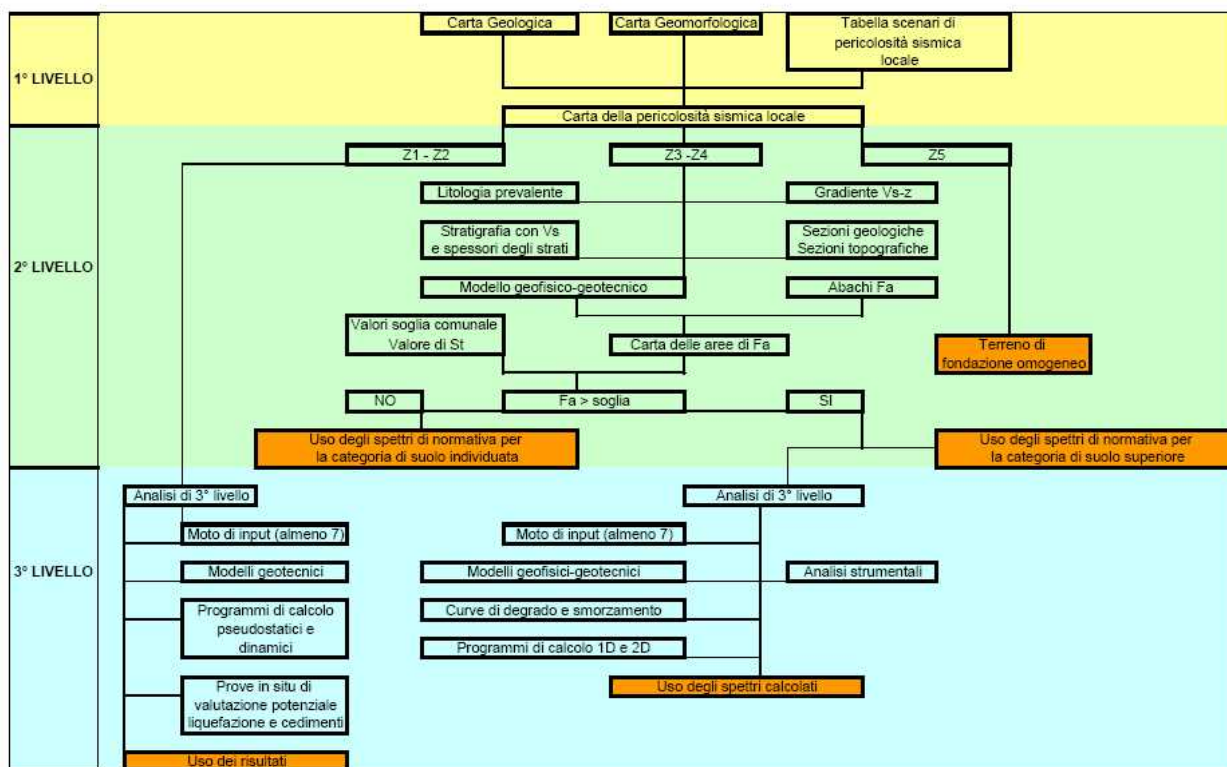 Carta Geologica
Carta Geomorfologica
Tabella scenari di
pericolosità sismica
locale
1° LIVELLO
Carta della pericolosità sismica locale
Z1 - Z2
Z3 -Z4
Z5
Litologia prevalente
Gradiente Vs-z
Stratigrafia con Vs
e spessori degli strati
Sezioni geologiche
Sezioni topografiche
2° LIVELLO
Modello geofisico-geotecnico
Abachi Fa
Valori soglia comunale
Valore di St
Carta delle aree di Fa
Terreno di
fondazione omogeneo
NO
Fa > soglia
SI
Uso degli spettri di normativa per
la categoria di suolo individuata
Uso degli spettri di normativa per
la categoria di suolo superiore
Analisi di 3° livello
Analisi di 3° livello
Moto di input (almeno 7)
Moto di input (almeno 7)
3° LIVELLO
Modelli geotecnici
Modelli geofisici-geotecnici
Analisi strumentali
Programmi di calcolo
pseudostatici e
dinamici
Curve di degrado e smorzamento
Programmi di calcolo 1D e 2D
Prove in situ di
valutazione potenziale
liquefazione e cedimenti
Uso degli spettri calcolati
Uso dei risultati